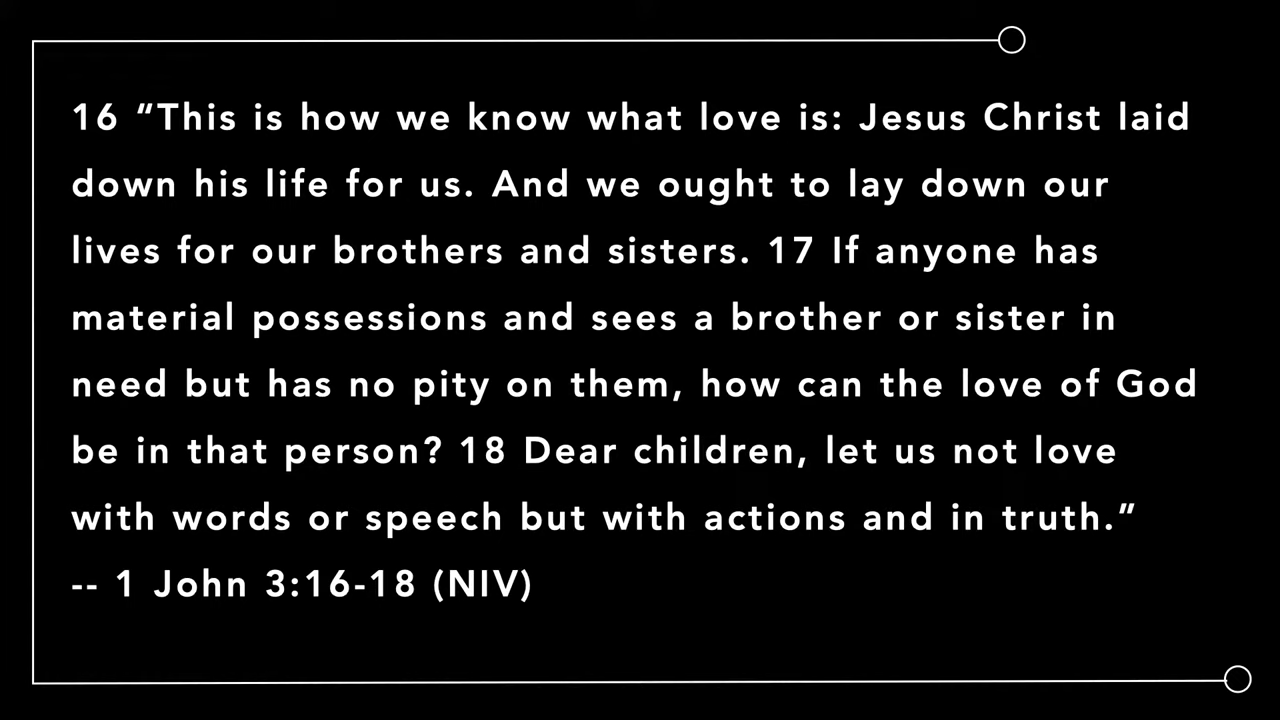 16 “This is how we know what love is: Jesus Christ laid
down his life for us. And we ought to lay down our
lives for our brothers and sisters. 17 If anyone has
material possessions and sees a brother or sister in
need but has no pity on them, how can the love of God
be in that person? 18 Dear children, let us not love
with words or speech but with actions and in truth.”
-- 1 John 3:16-18 (NIV)